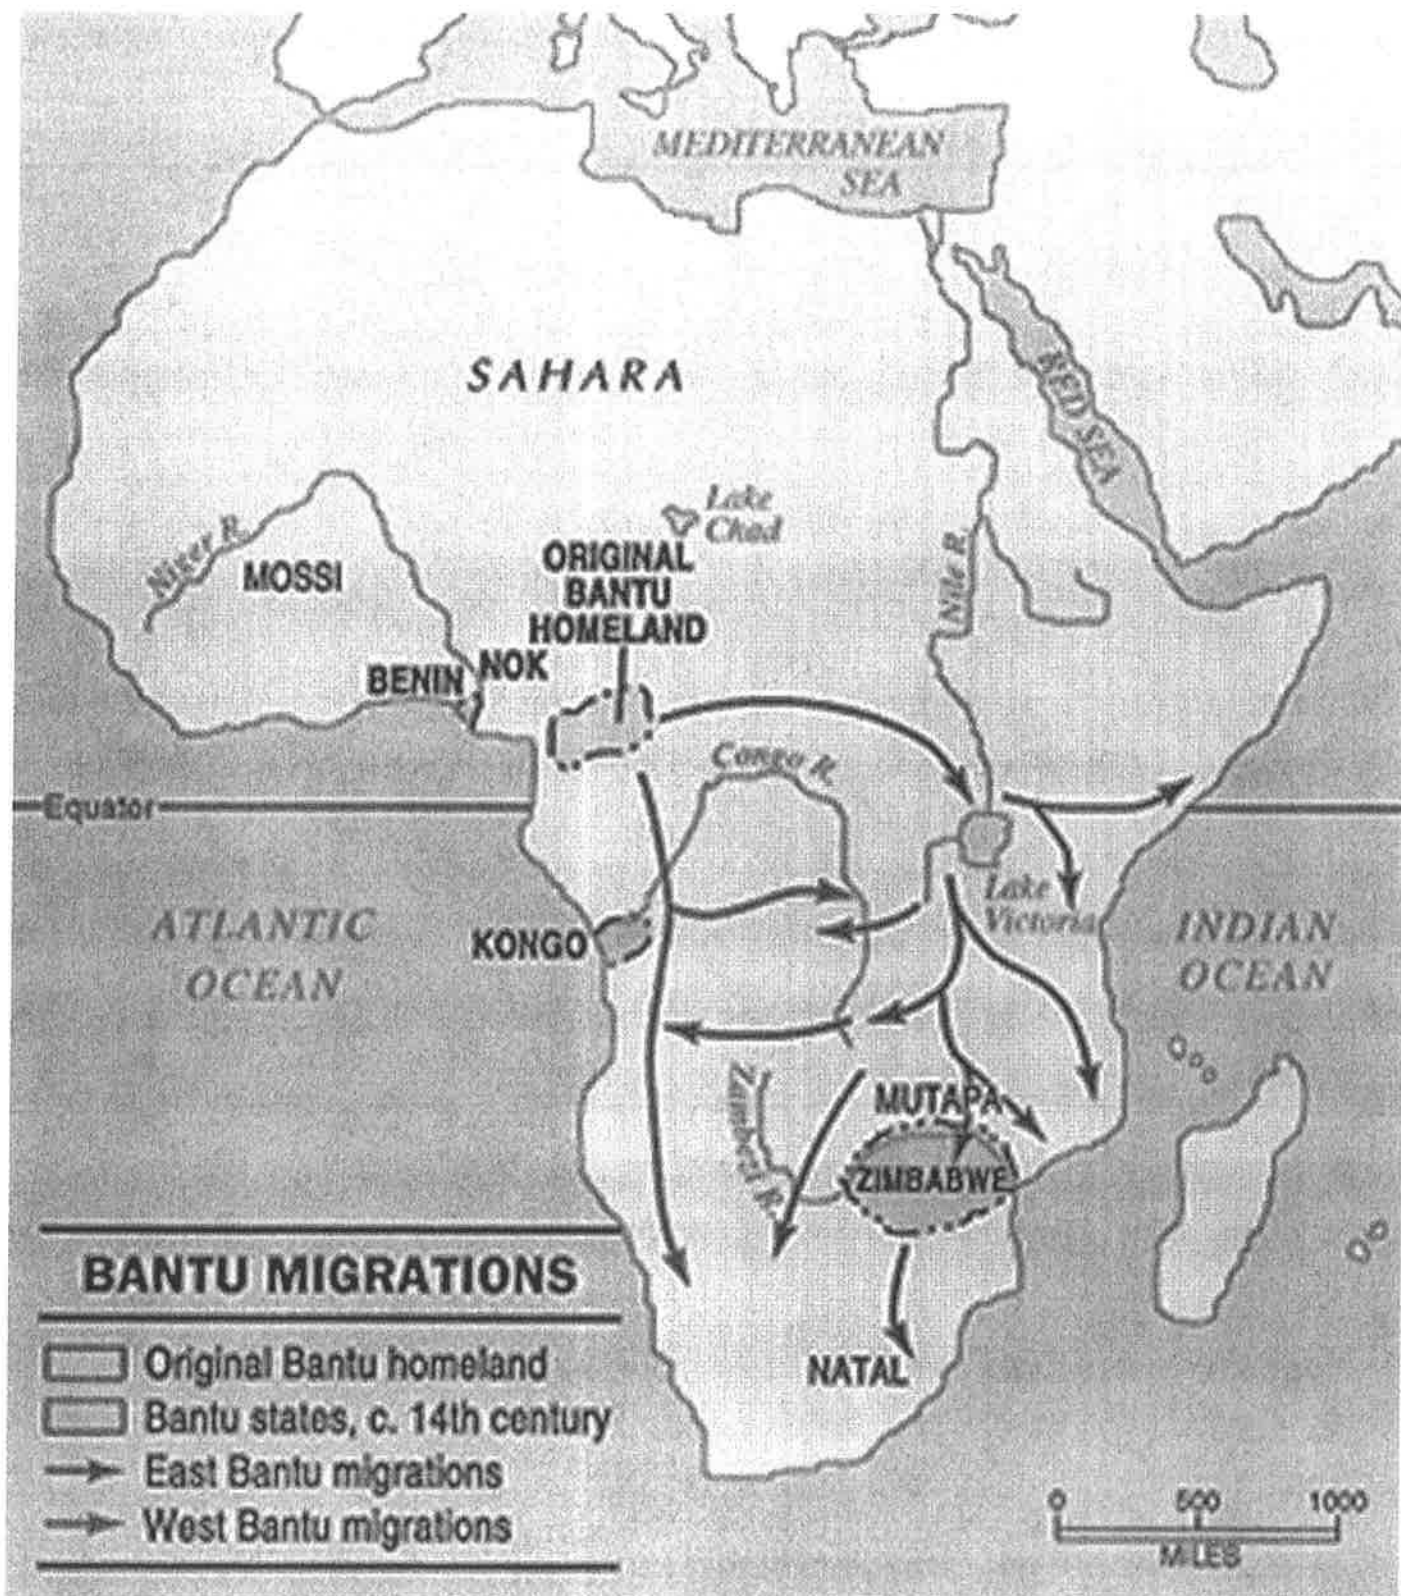 MEDITERRANEAN
SEA
SAHARA
RED SEA
Lake
Chad
Niger R.
MOSSI
ORIGINAL
BANTU
HOMELAND
Nile R.
BENIN
NOK
Congo R.
Equator
Lake
Victoria
ATLANTIC
OCEAN
KONGO
INDIAN
OCEAN
Zambezi R.
MUTAPA
ZIMBABWE
NATAL
BANTU MIGRATIONS
Original Bantu homeland
Bantu states, c. 14th century
East Bantu migrations
West Bantu migrations
0 500 1000
MILES